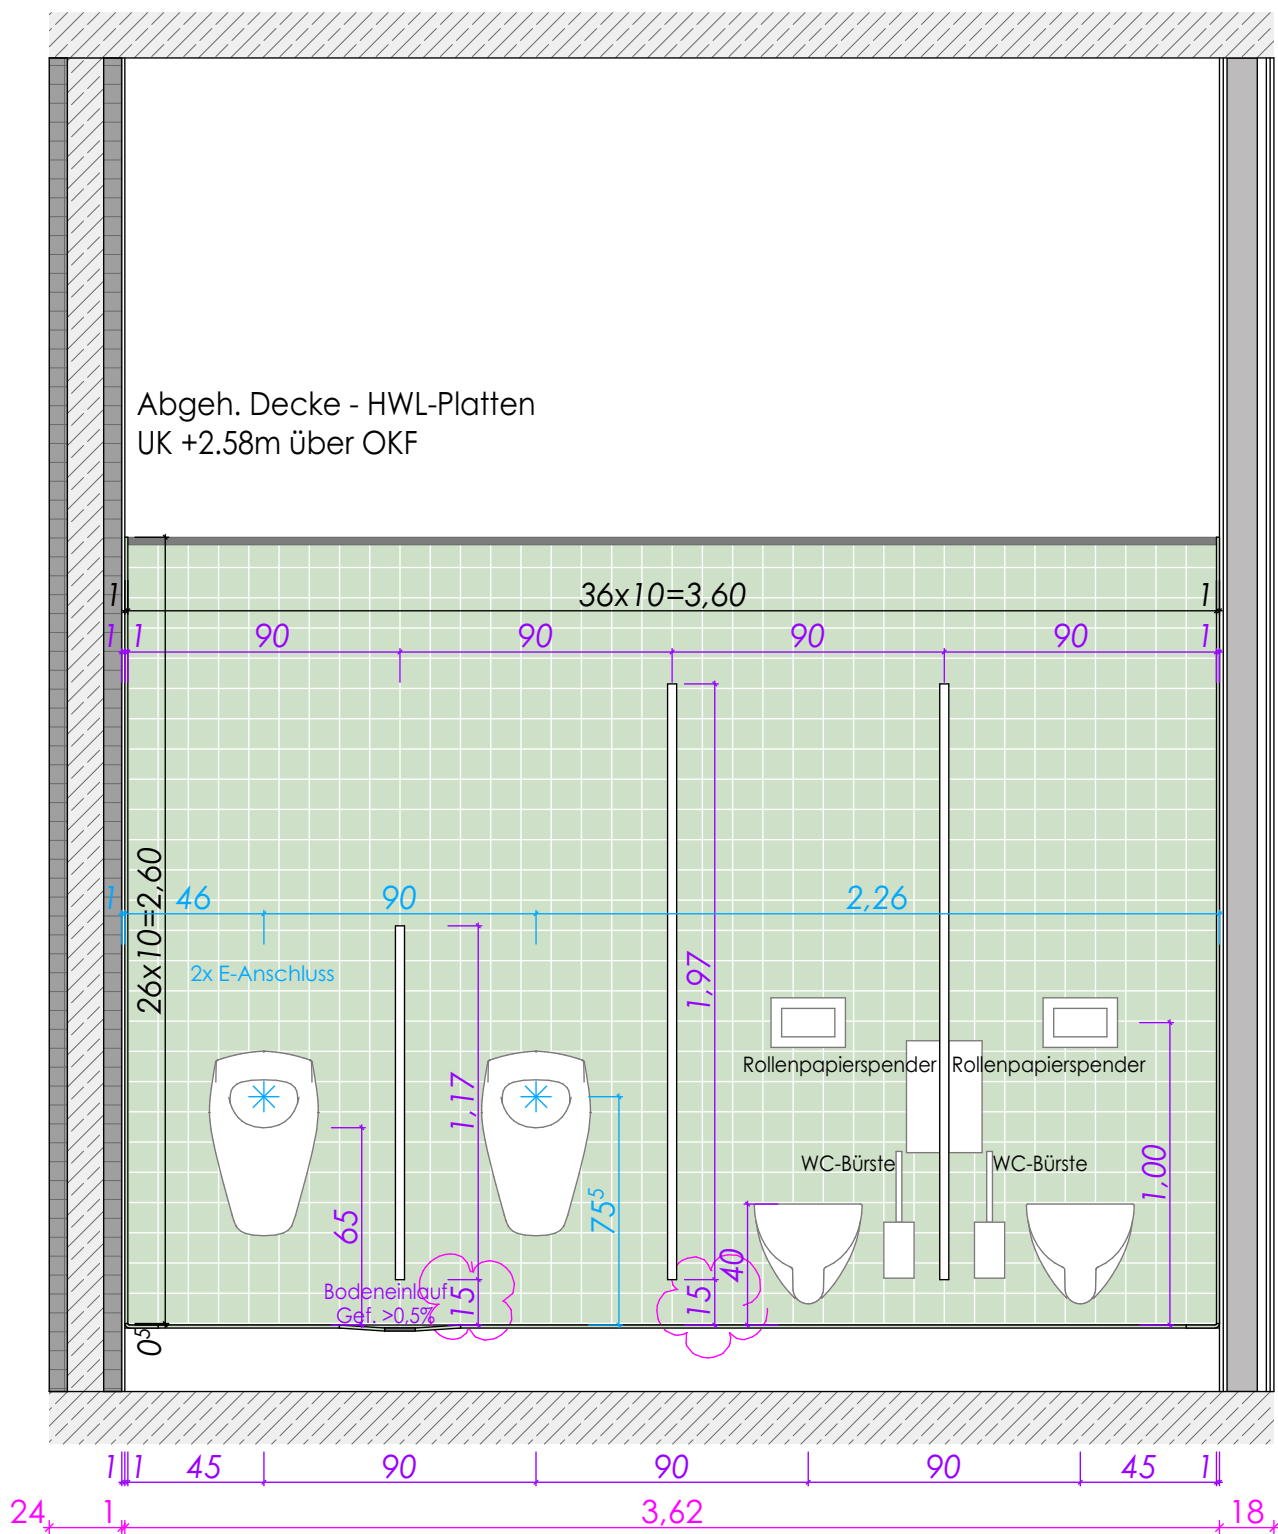 Abgeh. Decke - HWL-Platten
UK +2.58m über OKF
1 36x10=3,60 1
1 1 90 90 90 90 1
26x10=2,60
1 46 90 2,26
2x E-Anschluss
1,97
Rollenpapierspender Rollenpapierspender
1,17
WC-Bürste WC-Bürste
1,00
65
75⁵
40
Bodeneinlauf
Gef. >0,5%
15
15
0⁵
1 1 45 90 90 90 45 1
24 1 3,62 18